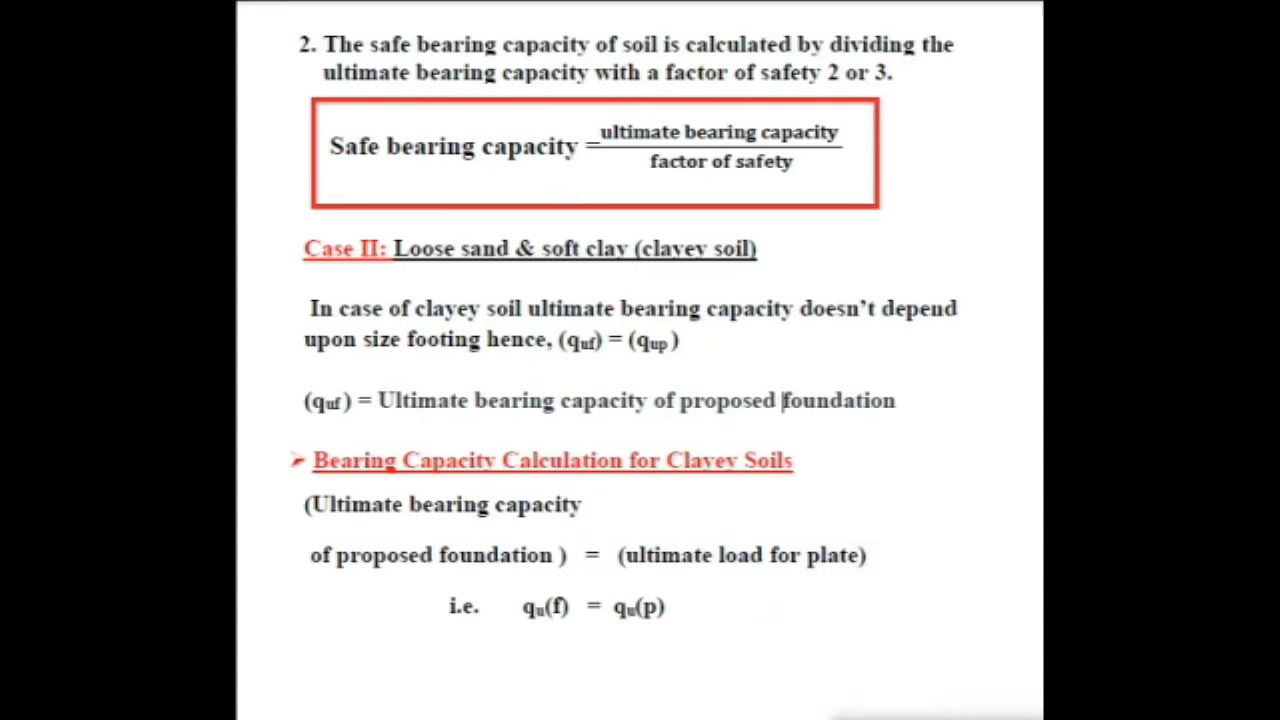 2. The safe bearing capacity of soil is calculated by dividing the
ultimate bearing capacity with a factor of safety 2 or 3.
Safe bearing capacity = ultimate bearing capacity
factor of safety
Case II: Loose sand & soft clay (clayey soil)
In case of clayey soil ultimate bearing capacity doesn’t depend
upon size footing hence, (quf) = (qup)
(quf) = Ultimate bearing capacity of proposed foundation
➤ Bearing Capacity Calculation for Clayey Soils
(Ultimate bearing capacity
of proposed foundation ) = (ultimate load for plate)
i.e. qu(f) = qu(p)